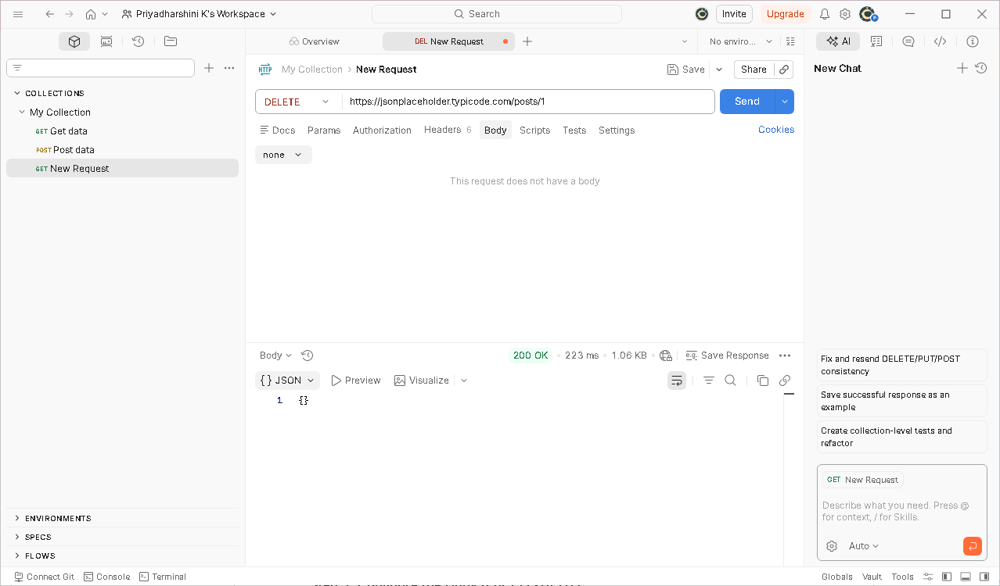 Priyadharshini K's Workspace
Search
Invite
Upgrade
Overview
DEL New Request
No enviro...
AI
HTTP My Collection > New Request
Save
Share
New Chat
COLLECTIONS
My Collection
GET Get data
POST Post data
GET New Request
DELETE
https://jsonplaceholder.typicode.com/posts/1
Send
Docs
Params
Authorization
Headers 6
Body
Scripts
Tests
Settings
Cookies
none
This request does not have a body
Body
200 OK
223 ms
1.06 KB
e.g. Save Response
{} JSON
Preview
Visualize
1 {}
Fix and resend DELETE/PUT/POST
consistency
Save successful response as an
example
Create collection-level tests and
refactor
GET New Request
Describe what you need. Press @
for context, / for Skills.
Auto
ENVIRONMENTS
SPECS
FLOWS
Connect Git
Console
Terminal
Globals
Vault
Tools